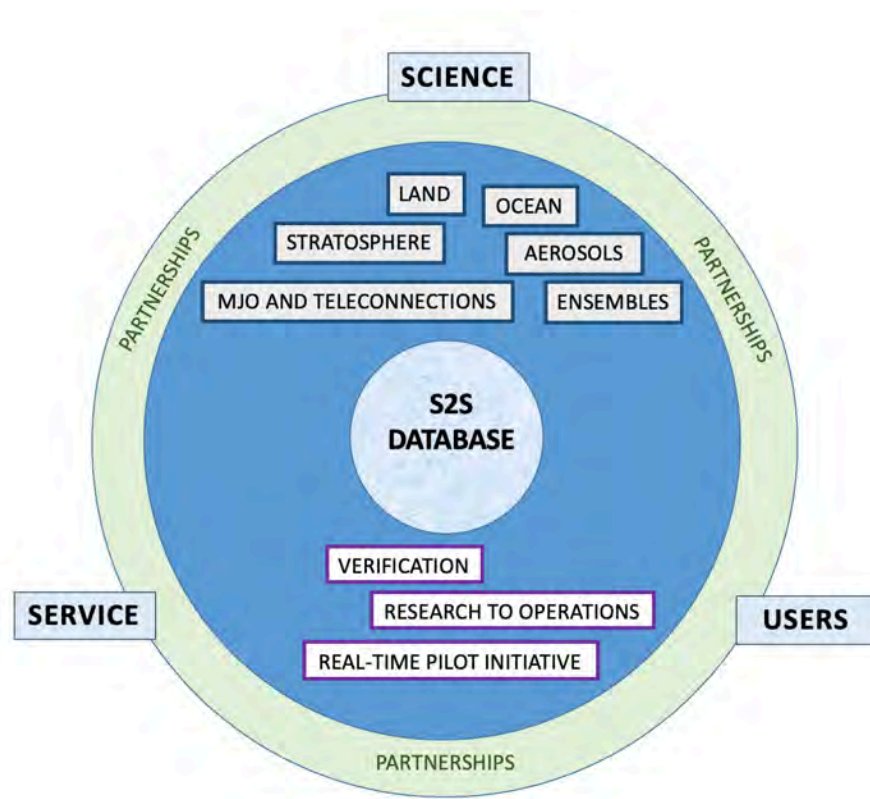 SCIENCE
LAND
OCEAN
STRATOSPHERE
AEROSOLS
MJO AND TELECONNECTIONS
ENSEMBLES
PARTNERSHIPS
PARTNERSHIPS
S2S
DATABASE
VERIFICATION
RESEARCH TO OPERATIONS
REAL-TIME PILOT INITIATIVE
SERVICE
USERS
PARTNERSHIPS